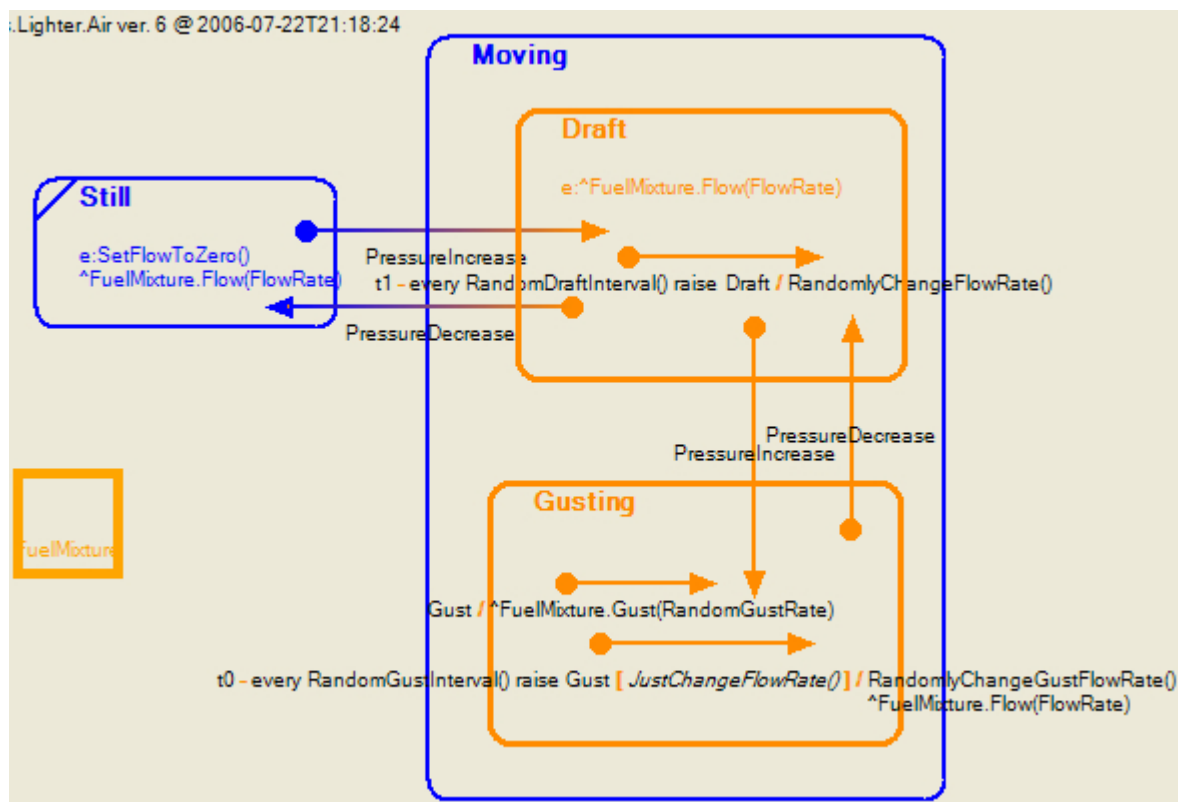 s.Lighter.Air ver. 6 @ 2006-07-22T21:18:24
Moving
Draft
e:^FuelMixture.Flow(FlowRate)
Still
e:SetFlowToZero()
^FuelMixture.Flow(FlowRate)
PressureIncrease
t1 - every RandomDraftInterval() raise Draft / RandomlyChangeFlowRate()
PressureDecrease
PressureDecrease
PressureIncrease
Gusting
FuelMixture
Gust / ^FuelMixture.Gust(RandomGustRate)
t0 - every RandomGustInterval() raise Gust [ JustChangeFlowRate() ] / RandomlyChangeGustFlowRate()
^FuelMixture.Flow(FlowRate)